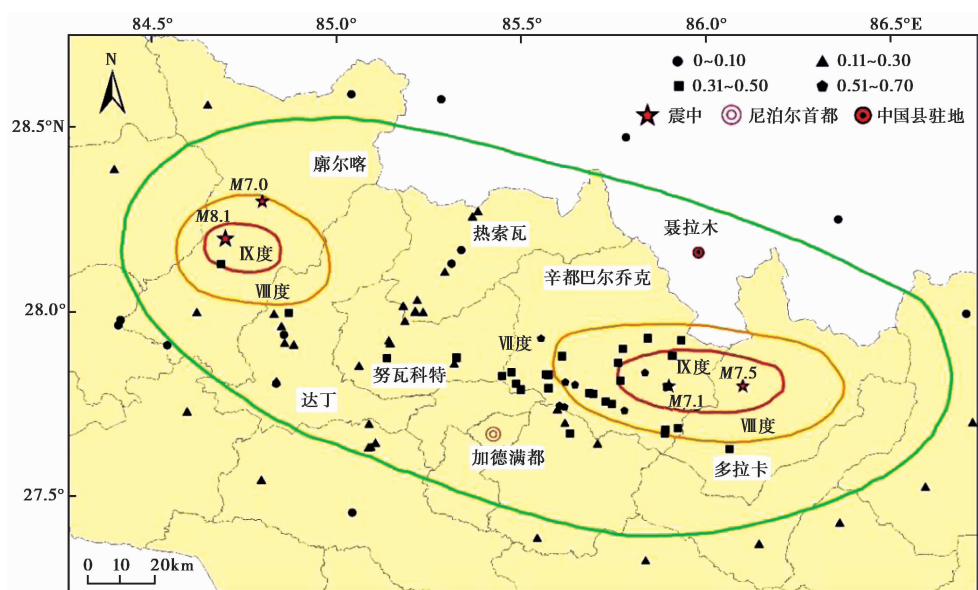 84.5°
85.0°
85.5°
86.0°
86.5°E
N
0~0.10
0.11~0.30
0.31~0.50
0.51~0.70
震中
尼泊尔首都
中国县驻地
28.5°N
廓尔喀
M7.0
M8.1
热索瓦
聂拉木
Ⅸ度
辛都巴尔乔克
Ⅷ度
28.0°
Ⅶ度
Ⅸ度
M7.5
努瓦科特
M7.1
达丁
Ⅷ度
加德满都
多拉卡
27.5°
0 10 20km